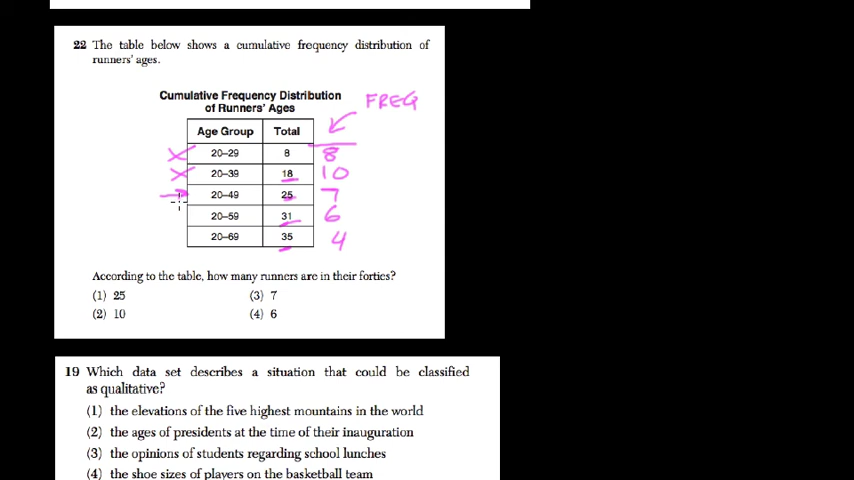 22 The table below shows a cumulative frequency distribution of
runners' ages.
Cumulative Frequency Distribution
of Runners' Ages
FREQ
Age Group Total
20–29 8 8
20–39 18 10
20–49 25 7
20–59 31 6
20–69 35 4
According to the table, how many runners are in their forties?
(1) 25 (3) 7
(2) 10 (4) 6
19 Which data set describes a situation that could be classified
as qualitative?
(1) the elevations of the five highest mountains in the world
(2) the ages of presidents at the time of their inauguration
(3) the opinions of students regarding school lunches
(4) the shoe sizes of players on the basketball team